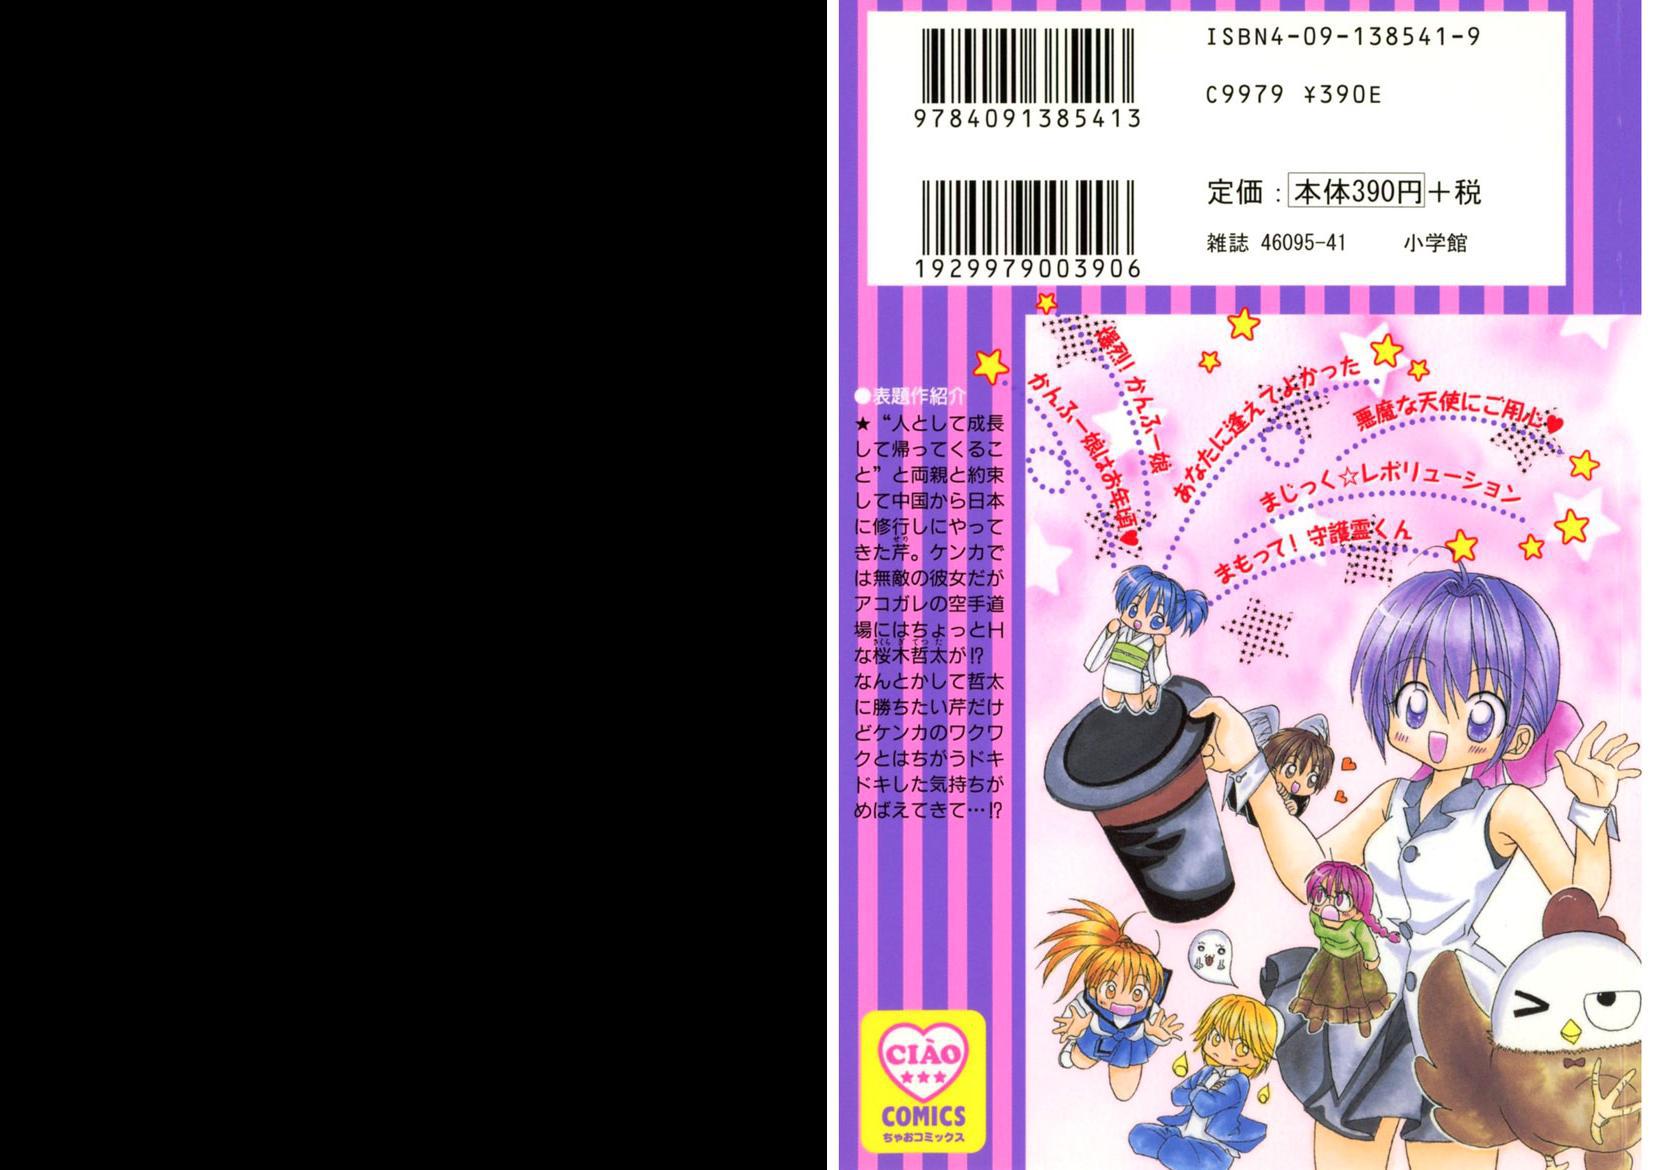 ISBN4-09-138541-9
C9979 ¥390E
9784091385413
定価：本体390円＋税
雑誌 46095-41 小学館
1929979003906
爆烈！かんふー娘
かんふー娘はお年頃♥
あなたに逢えてよかった
悪魔な天使にご用心♥
まじっく☆レボリューション
まもって！守護霊くん
●表題作紹介
★“人として成長
して帰ってくるこ
と”と両親と約束
して中国から日本
に修行しにやって
きた芹。ケンカで
は無敵の彼女だが
アコガレの空手道
場にはちょっとH
な桜木哲太が!?
なんとかして哲太
に勝ちたい芹だけ
どケンカのワクワ
クとはちがうドキ
ドキした気持ちが
めばえてきて…!?
せり
さくらぎてつた
CIÀO
COMICS
ちゃおコミックス